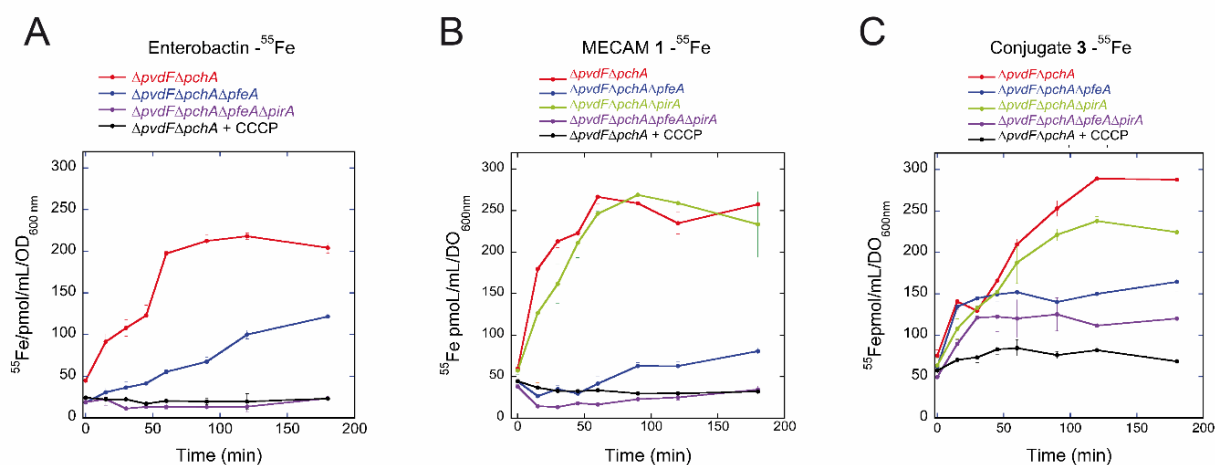 A
Enterobactin -⁵⁵Fe
ΔpvdFΔpchA
ΔpvdFΔpchAΔpfeA
ΔpvdFΔpchAΔpfeAΔpirA
ΔpvdFΔpchA + CCCP
⁵⁵Fe/pmol/mL/OD₆₀₀ nm
300
250
200
150
100
50
0
0 50 100 150 200
Time (min)
B
MECAM 1 -⁵⁵Fe
ΔpvdFΔpchA
ΔpvdFΔpchAΔpfeA
ΔpvdFΔpchAΔpirA
ΔpvdFΔpchAΔpfeAΔpirA
ΔpvdFΔpchA + CCCP
⁵⁵Fe pmoL/mL/DO₆₀₀nm
300
250
200
150
100
50
0
0 50 100 150 200
Time (min)
C
Conjugate 3 -⁵⁵Fe
ΔpvdFΔpchA
ΔpvdFΔpchAΔpfeA
ΔpvdFΔpchAΔpirA
ΔpvdFΔpchAΔpfeAΔpirA
ΔpvdFΔpchA + CCCP
⁵⁵Fepmol/mL/DO₆₀₀nm
300
250
200
150
100
50
0
0 50 100 150 200
Time (min)